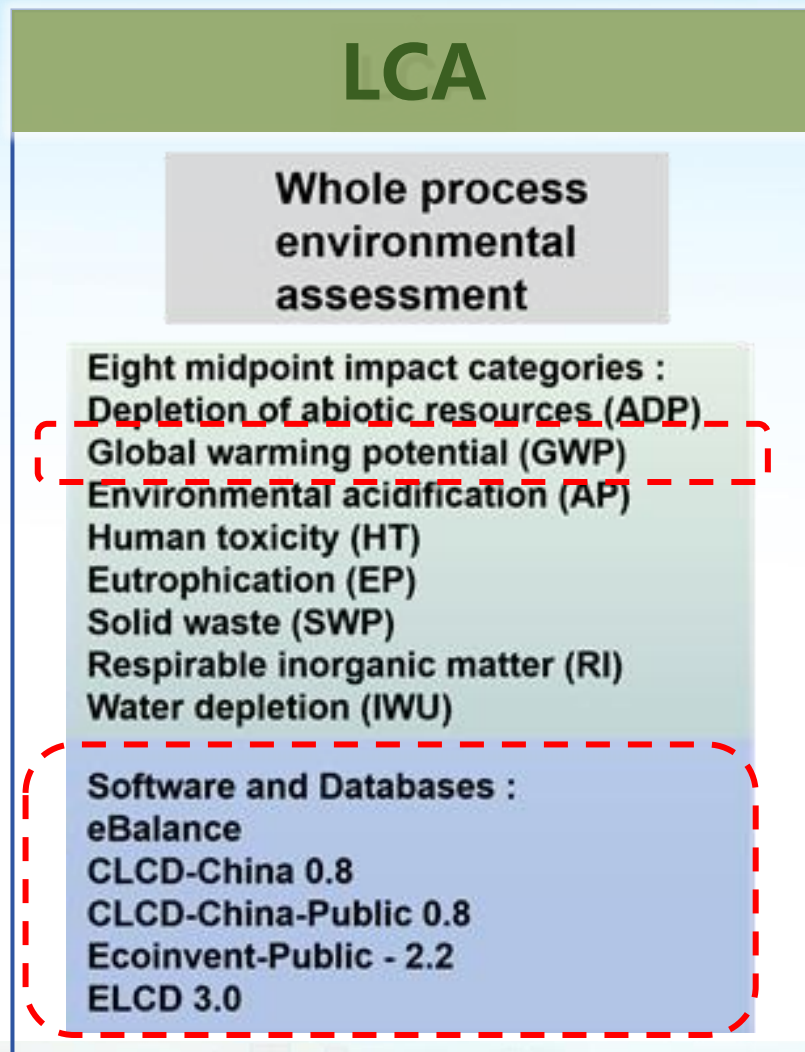 LCA
Whole process
environmental
assessment
Eight midpoint impact categories :
Depletion of abiotic resources (ADP)
Global warming potential (GWP)
Environmental acidification (AP)
Human toxicity (HT)
Eutrophication (EP)
Solid waste (SWP)
Respirable inorganic matter (RI)
Water depletion (IWU)
Software and Databases :
eBalance
CLCD-China 0.8
CLCD-China-Public 0.8
Ecoinvent-Public - 2.2
ELCD 3.0